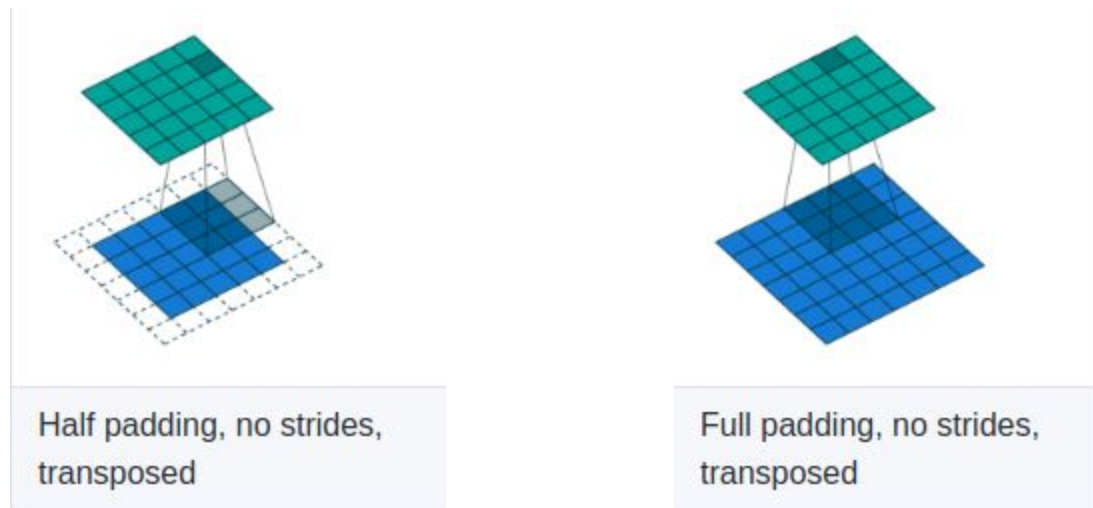 Half padding, no strides,
transposed
Full padding, no strides,
transposed